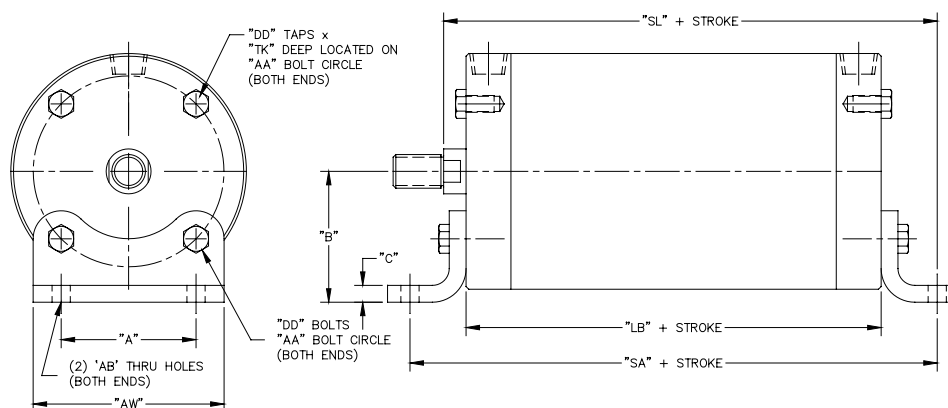 "DD" TAPS x
"TK" DEEP LOCATED ON
"AA" BOLT CIRCLE
(BOTH ENDS)
"SL" + STROKE
"B"
"C"
"A"
(2) 'AB' THRU HOLES
(BOTH ENDS)
"AW"
"DD" BOLTS
"AA" BOLT CIRCLE
(BOTH ENDS)
"LB" + STROKE
"SA" + STROKE